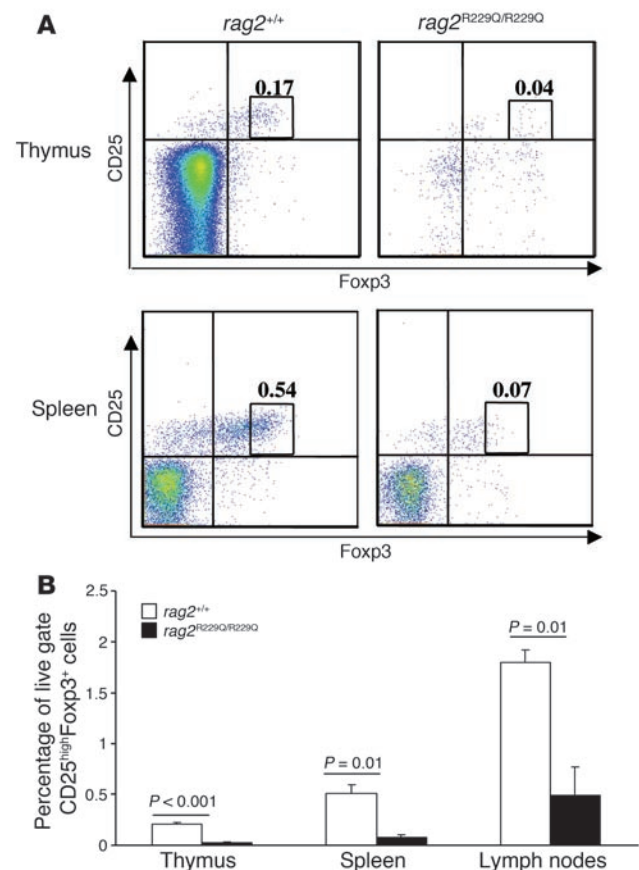 A
rag2+/+
rag2R229Q/R229Q
Thymus
CD25
0.17
0.04
Foxp3
Spleen
CD25
0.54
0.07
Foxp3
B
Percentage of live gate
CD25highFoxp3+ cells
2.5
2
1.5
1
0.5
0
rag2+/+
rag2R229Q/R229Q
P < 0.001
P = 0.01
P = 0.01
Thymus
Spleen
Lymph nodes